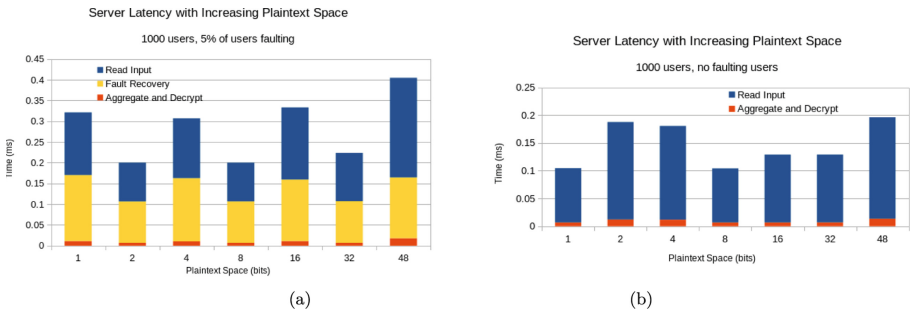 Server Latency with Increasing Plaintext Space
1000 users, 5% of users faulting
0.45
0.4
0.35
0.3
0.25
0.2
0.15
0.1
0.05
0
Time (ms)
Read Input
Fault Recovery
Aggregate and Decrypt
1 2 4 8 16 32 48
Plaintext Space (bits)
(a)
Server Latency with Increasing Plaintext Space
1000 users, no faulting users
0.25
0.2
0.15
0.1
0.05
0
Time (ms)
Read Input
Aggregate and Decrypt
1 2 4 8 16 32 48
Plaintext Space (bits)
(b)